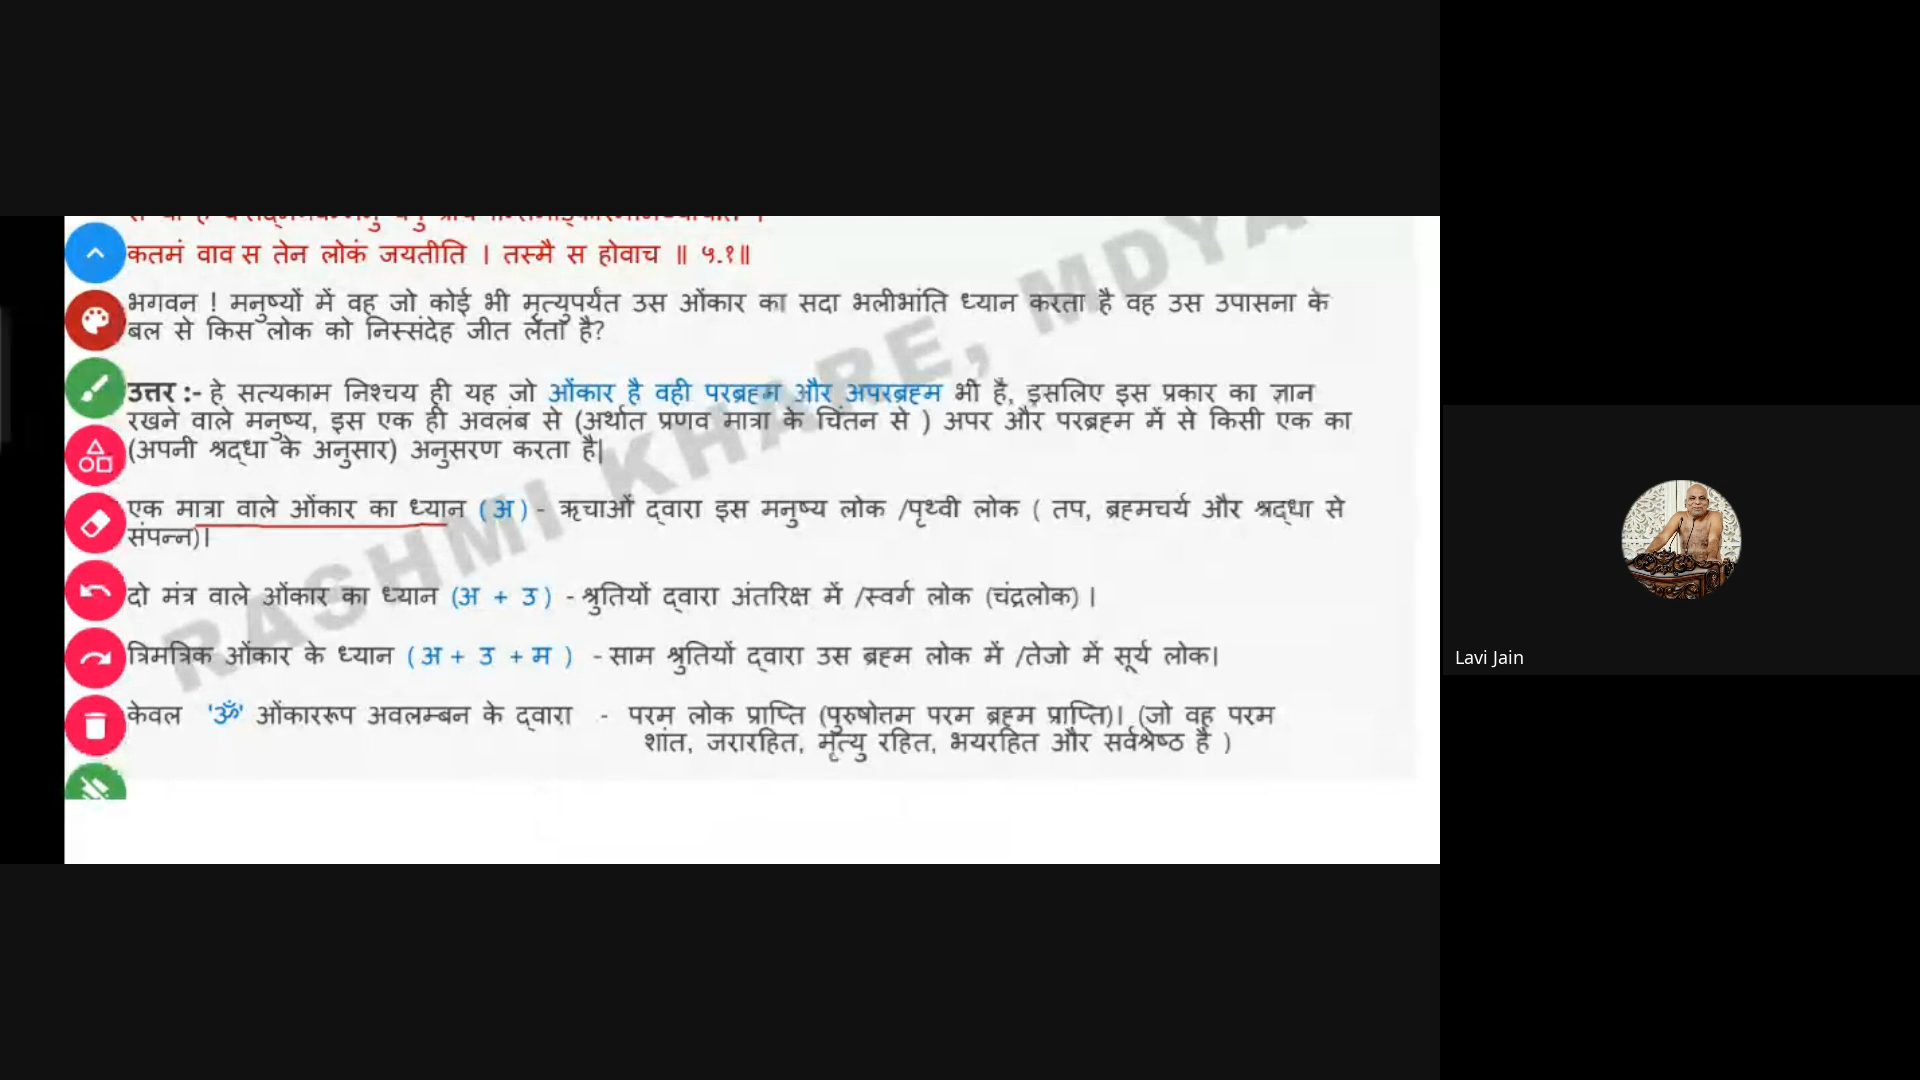 कतमं वाव स तेन लोकं जयतीति । तस्मै स होवाच ॥ ५.१॥
भगवन ! मनुष्यों में वह जो कोई भी मृत्युपर्यंत उस ओंकार का सदा भलीभांति ध्यान करता है वह उस उपासना के
बल से किस लोक को निस्संदेह जीत लेता है?
उत्तर :- हे सत्यकाम निश्चय ही यह जो ओंकार है वही परब्रह्म और अपरब्रह्म भी है, इसलिए इस प्रकार का ज्ञान
रखने वाले मनुष्य, इस एक ही अवलंब से (अर्थात प्रणव मात्रा के चिंतन से ) अपर और परब्रह्म में से किसी एक का
(अपनी श्रद्धा के अनुसार) अनुसरण करता है|
एक मात्रा वाले ओंकार का ध्यान ( अ ) - ऋचाओं द्वारा इस मनुष्य लोक /पृथ्वी लोक ( तप, ब्रह्मचर्य और श्रद्धा से
संपन्न)।
दो मंत्र वाले ओंकार का ध्यान (अ + उ ) - श्रुतियों द्वारा अंतरिक्ष में /स्वर्ग लोक (चंद्रलोक) |
त्रिमत्रिक ओंकार के ध्यान ( अ + उ + म ) - साम श्रुतियों द्वारा उस ब्रह्म लोक में /तेजो में सूर्य लोक|
केवल 'ॐ' ओंकाररूप अवलम्बन के द्वारा - परम लोक प्राप्ति (पुरुषोत्तम परम ब्रह्म प्राप्ति)। (जो वह परम
शांत, जरारहित, मृत्यु रहित, भयरहित और सर्वश्रेष्ठ है )
RASHMI KHARE, MDYA
Lavi Jain